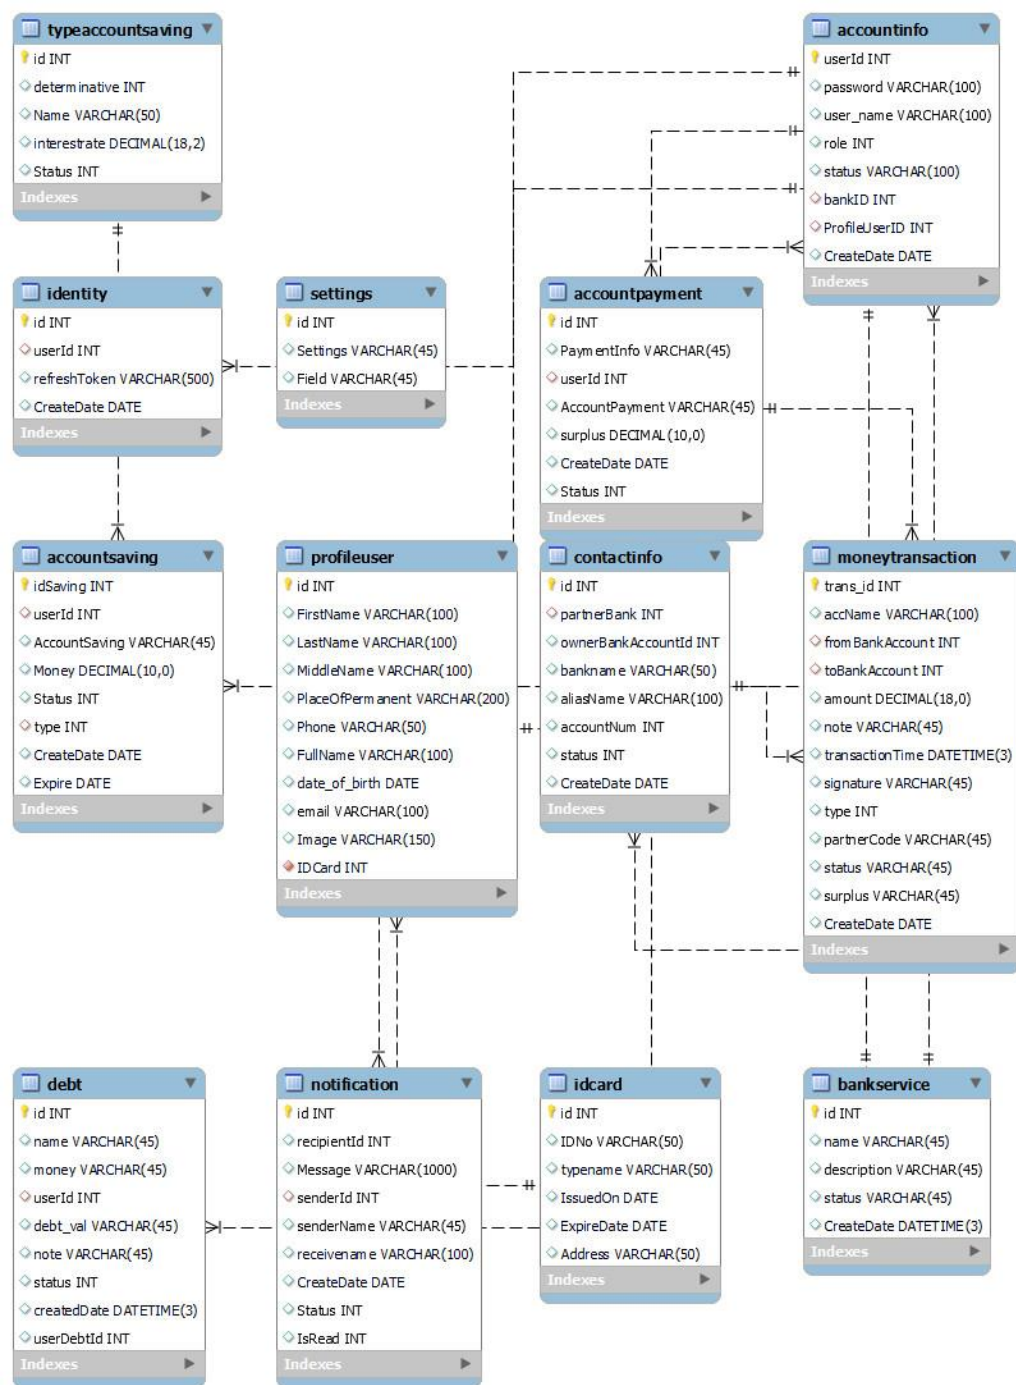 typeaccountsaving
id INT
determinative INT
Name VARCHAR(50)
interestrate DECIMAL(18,2)
Status INT
Indexes
accountinfo
userId INT
password VARCHAR(100)
user_name VARCHAR(100)
role INT
status VARCHAR(100)
bankID INT
ProfileUserID INT
CreateDate DATE
Indexes
identity
id INT
userId INT
refreshToken VARCHAR(500)
CreateDate DATE
Indexes
settings
id INT
Settings VARCHAR(45)
Field VARCHAR(45)
Indexes
accountpayment
id INT
PaymentInfo VARCHAR(45)
userId INT
AccountPayment VARCHAR(45)
surplus DECIMAL(10,0)
CreateDate DATE
Status INT
Indexes
accountsaving
idSaving INT
userId INT
AccountSaving VARCHAR(45)
Money DECIMAL(10,0)
Status INT
type INT
CreateDate DATE
Expire DATE
Indexes
profileuser
id INT
FirstName VARCHAR(100)
LastName VARCHAR(100)
MiddleName VARCHAR(100)
PlaceOfPermanent VARCHAR(200)
Phone VARCHAR(50)
FullName VARCHAR(100)
date_of_birth DATE
email VARCHAR(100)
Image VARCHAR(150)
IDCard INT
Indexes
contactinfo
id INT
partnerBank INT
ownerBankAccountId INT
bankname VARCHAR(50)
aliasName VARCHAR(100)
accountNum INT
status INT
CreateDate DATE
Indexes
moneytransaction
trans_id INT
accName VARCHAR(100)
fromBankAccount INT
toBankAccount INT
amount DECIMAL(18,0)
note VARCHAR(45)
transactionTime DATETIME(3)
signature VARCHAR(45)
type INT
partnerCode VARCHAR(45)
status VARCHAR(45)
surplus VARCHAR(45)
CreateDate DATE
Indexes
debt
id INT
name VARCHAR(45)
money VARCHAR(45)
userId INT
debt_val VARCHAR(45)
note VARCHAR(45)
status INT
createdDate DATETIME(3)
userDebtId INT
Indexes
notification
id INT
recipientId INT
Message VARCHAR(1000)
senderId INT
senderName VARCHAR(45)
receivename VARCHAR(100)
CreateDate DATE
Status INT
IsRead INT
Indexes
idcard
id INT
IDNo VARCHAR(50)
typename VARCHAR(50)
IssuedOn DATE
ExpireDate DATE
Address VARCHAR(50)
Indexes
bankservice
id INT
name VARCHAR(45)
description VARCHAR(45)
status VARCHAR(45)
CreateDate DATETIME(3)
Indexes